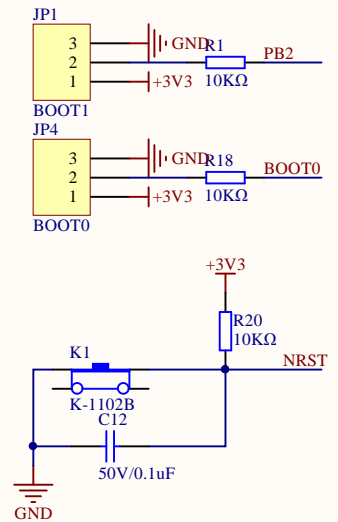 JP1
3 GND R1 PB2
2
1 +3V3 10KΩ
BOOT1
JP4
3 GND R18 BOOT0
2
1 +3V3 10KΩ
BOOT0
+3V3
R20
10KΩ
K1 NRST
K-1102B
C12
50V/0.1uF
GND